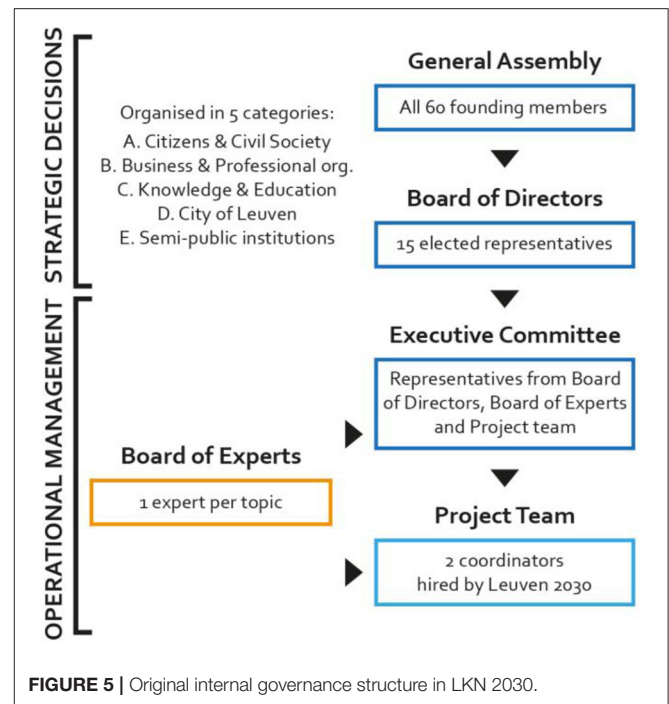 STRATEGIC DECISIONS
Organised in 5 categories:
A. Citizens & Civil Society
B. Business & Professional org.
C. Knowledge & Education
D. City of Leuven
E. Semi-public institutions
General Assembly
All 60 founding members
Board of Directors
15 elected representatives
OPERATIONAL MANAGEMENT
Executive Committee
Representatives from Board
of Directors, Board of Experts
and Project team
Board of Experts
1 expert per topic
Project Team
2 coordinators
hired by Leuven 2030
FIGURE 5 | Original internal governance structure in LKN 2030.